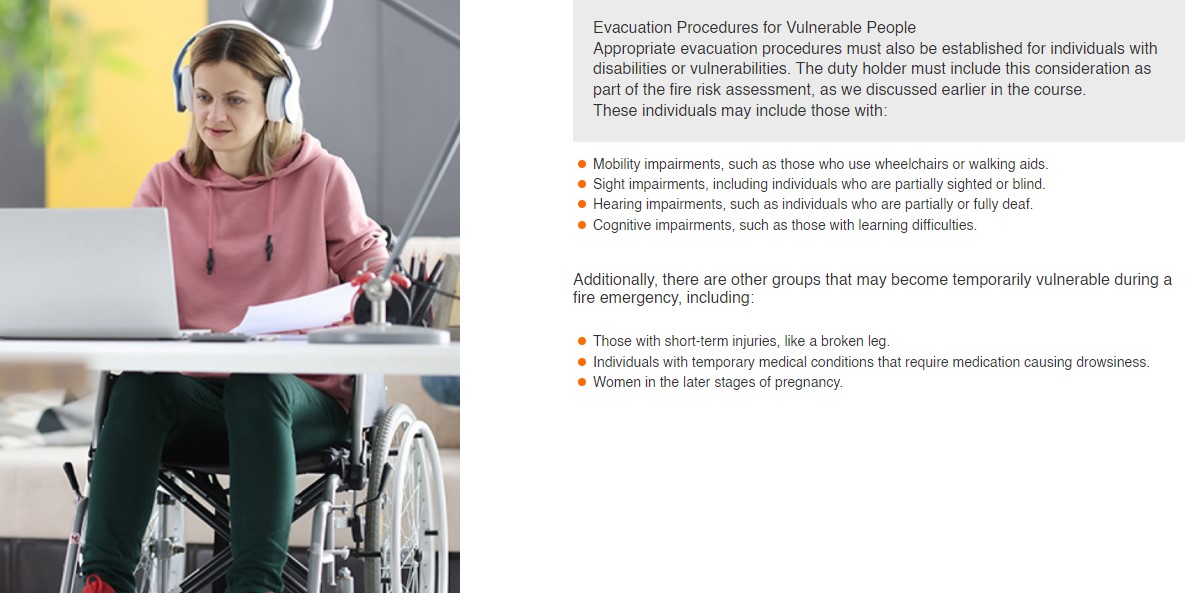 Evacuation Procedures for Vulnerable People
Appropriate evacuation procedures must also be established for individuals with
disabilities or vulnerabilities. The duty holder must include this consideration as
part of the fire risk assessment, as we discussed earlier in the course.
These individuals may include those with:
Mobility impairments, such as those who use wheelchairs or walking aids.
Sight impairments, including individuals who are partially sighted or blind.
Hearing impairments, such as individuals who are partially or fully deaf.
Cognitive impairments, such as those with learning difficulties.
Additionally, there are other groups that may become temporarily vulnerable during a
fire emergency, including:
Those with short-term injuries, like a broken leg.
Individuals with temporary medical conditions that require medication causing drowsiness.
Women in the later stages of pregnancy.